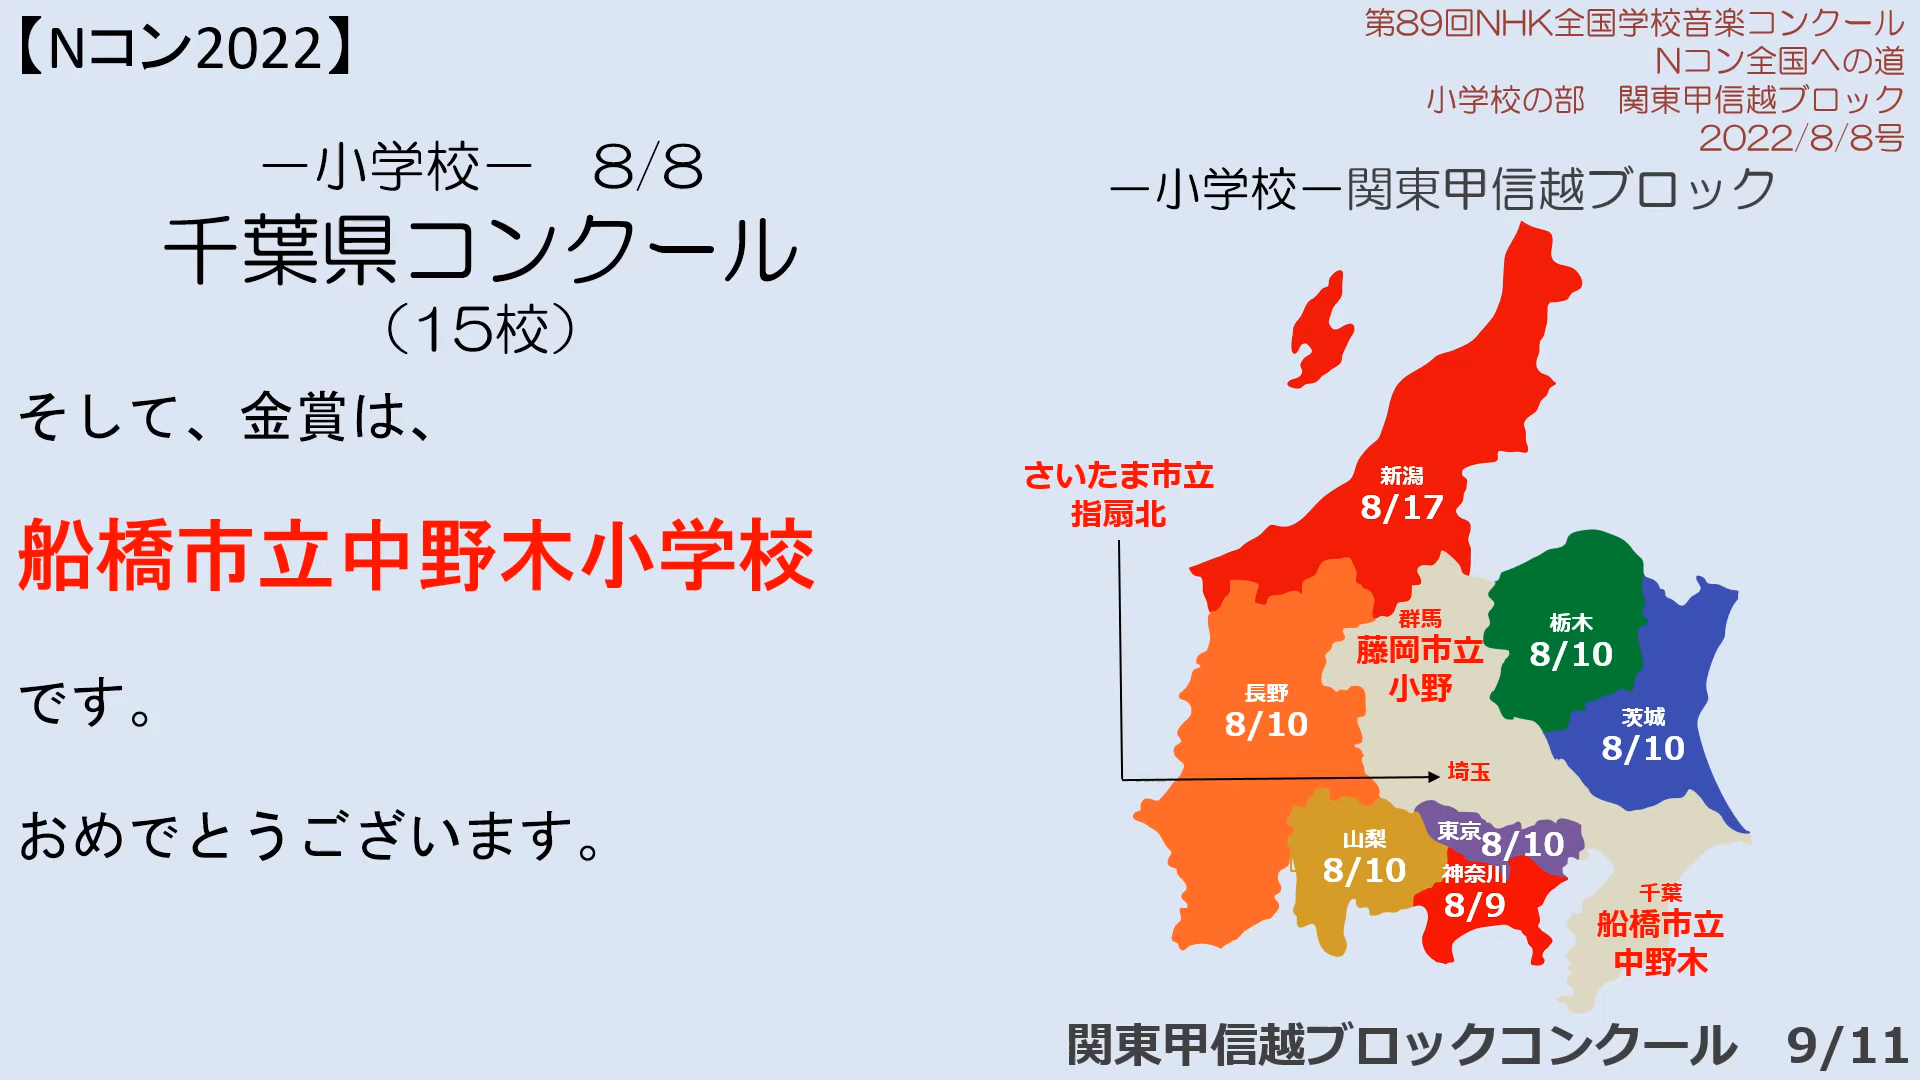 【Nコン2022】
第89回NHK全国学校音楽コンクール
Nコン全国への道
小学校の部　関東甲信越ブロック
2022/8/8号
－小学校－　8/8
千葉県コンクール
（15校）
そして、金賞は、
船橋市立中野木小学校
です。
おめでとうございます。
－小学校－関東甲信越ブロック
さいたま市立
指扇北
新潟
8/17
群馬
藤岡市立
小野
栃木
8/10
長野
8/10
茨城
8/10
埼玉
山梨
8/10
東京
8/10
神奈川
8/9
千葉
船橋市立
中野木
関東甲信越ブロックコンクール　9/11